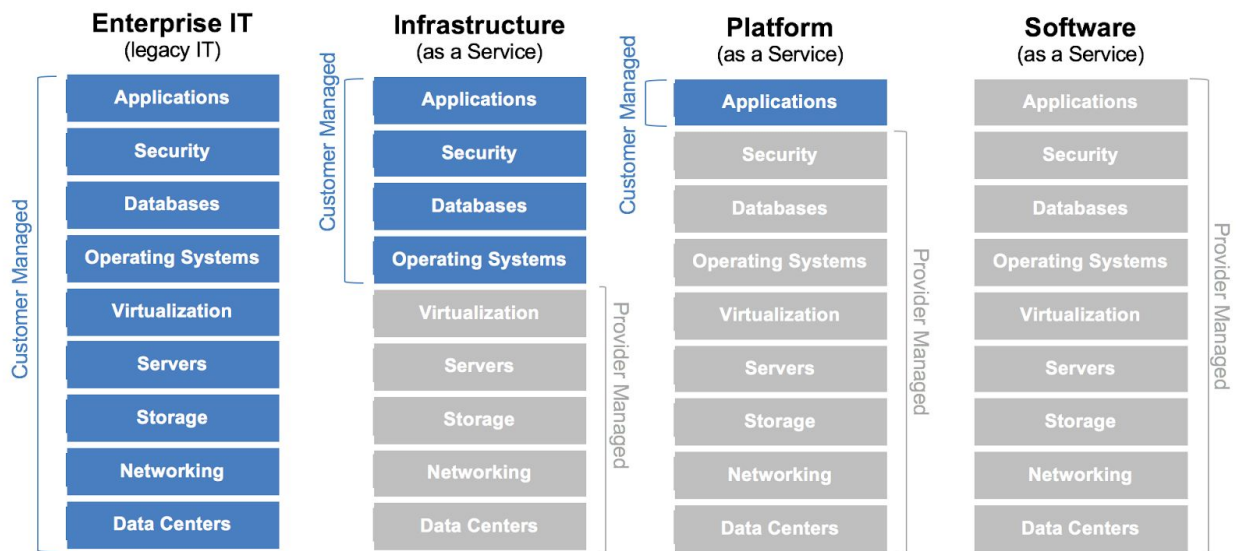 Enterprise IT
(legacy IT)
Customer Managed
Applications
Security
Databases
Operating Systems
Virtualization
Servers
Storage
Networking
Data Centers
Infrastructure
(as a Service)
Customer Managed
Applications
Security
Databases
Operating Systems
Virtualization
Servers
Storage
Networking
Data Centers
Provider Managed
Platform
(as a Service)
Customer Managed
Applications
Security
Databases
Operating Systems
Virtualization
Servers
Storage
Networking
Data Centers
Provider Managed
Software
(as a Service)
Applications
Security
Databases
Operating Systems
Virtualization
Servers
Storage
Networking
Data Centers
Provider Managed